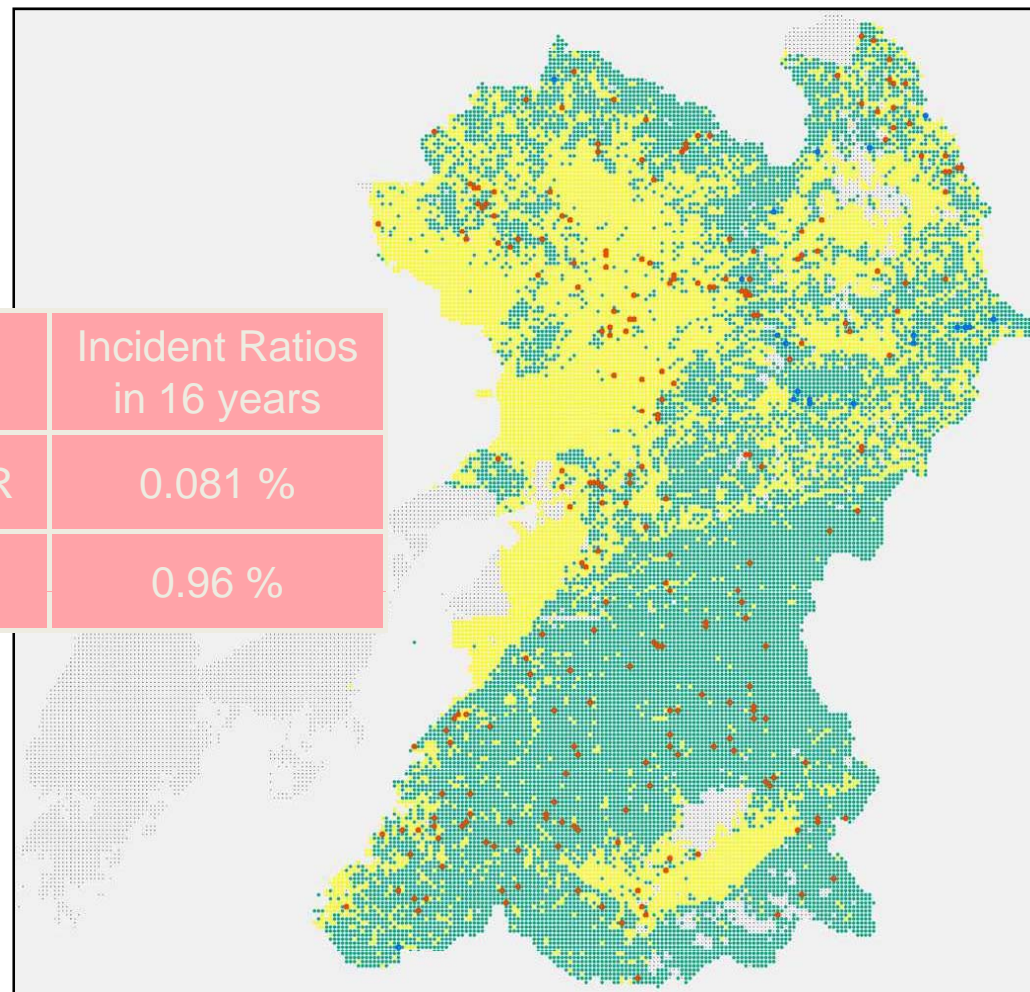 Incident Ratios
in 16 years
R
0.081 %
0.96 %